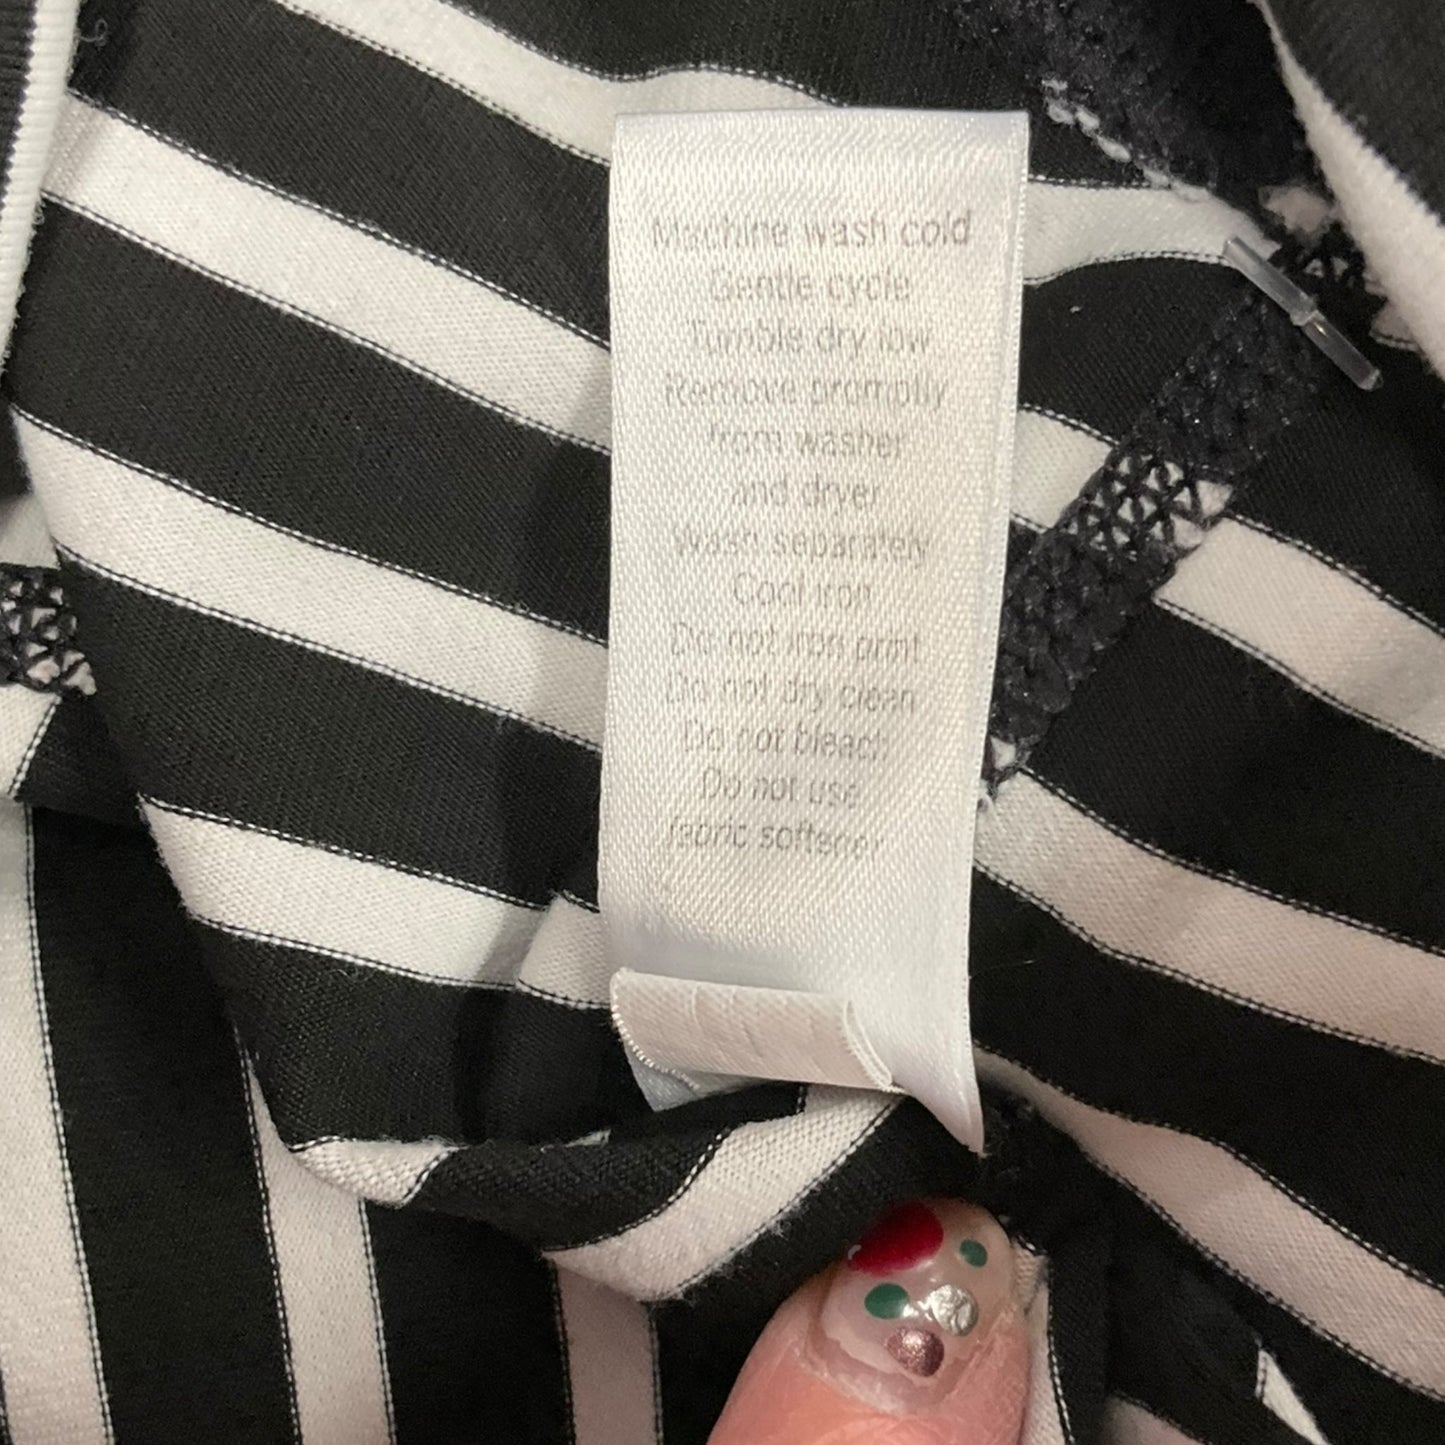 Machine wash cold
Gentle cycle
Tumble dry low
Remove promptly
from washer
and dryer
Wash separately
Cool iron
Do not iron print
Do not dry clean
Do not bleach
Do not use
fabric softener